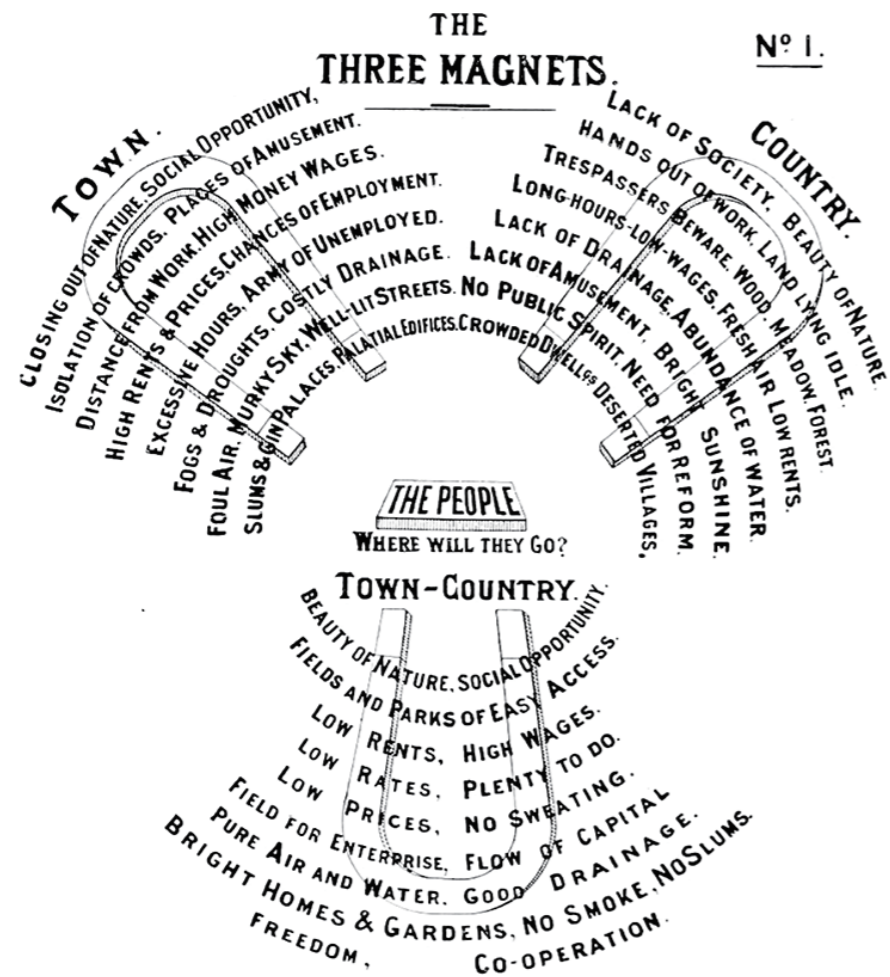 THE
THREE MAGNETS.
Nº 1.
TOWN.
CLOSING OUT OF NATURE. SOCIAL OPPORTUNITY,
ISOLATION OF CROWDS. PLACES OF AMUSEMENT.
DISTANCE FROM WORK. HIGH MONEY WAGES.
HIGH RENTS & PRICES. CHANCES OF EMPLOYMENT.
EXCESSIVE HOURS, ARMY OF UNEMPLOYED.
FOGS & DROUGHTS. COSTLY DRAINAGE.
FOUL AIR. MURKY SKY. WELL-LIT STREETS.
SLUMS & GIN PALACES. PALATIAL EDIFICES.
COUNTRY.
LACK OF SOCIETY, BEAUTY OF NATURE.
HANDS OUT OF WORK, LAND LYING IDLE.
TRESPASSERS BEWARE. WOOD. MEADOW. FOREST.
LONG-HOURS-LOW-WAGES, FRESH AIR LOW RENTS.
LACK OF DRAINAGE, ABUNDANCE OF WATER.
LACK OF AMUSEMENT, BRIGHT SUNSHINE.
NO PUBLIC SPIRIT, NEED FOR REFORM.
CROWDED DWELLGS DESERTED VILLAGES,
THE PEOPLE
WHERE WILL THEY GO?
TOWN-COUNTRY.
BEAUTY OF NATURE, SOCIAL OPPORTUNITY.
FIELDS AND PARKS OF EASY ACCESS.
LOW RENTS, HIGH WAGES.
LOW RATES, PLENTY TO DO.
LOW PRICES, NO SWEATING.
FIELD FOR ENTERPRISE, FLOW OF CAPITAL
PURE AIR AND WATER. GOOD DRAINAGE.
BRIGHT HOMES & GARDENS, NO SMOKE, NO SLUMS.
FREEDOM, CO-OPERATION.